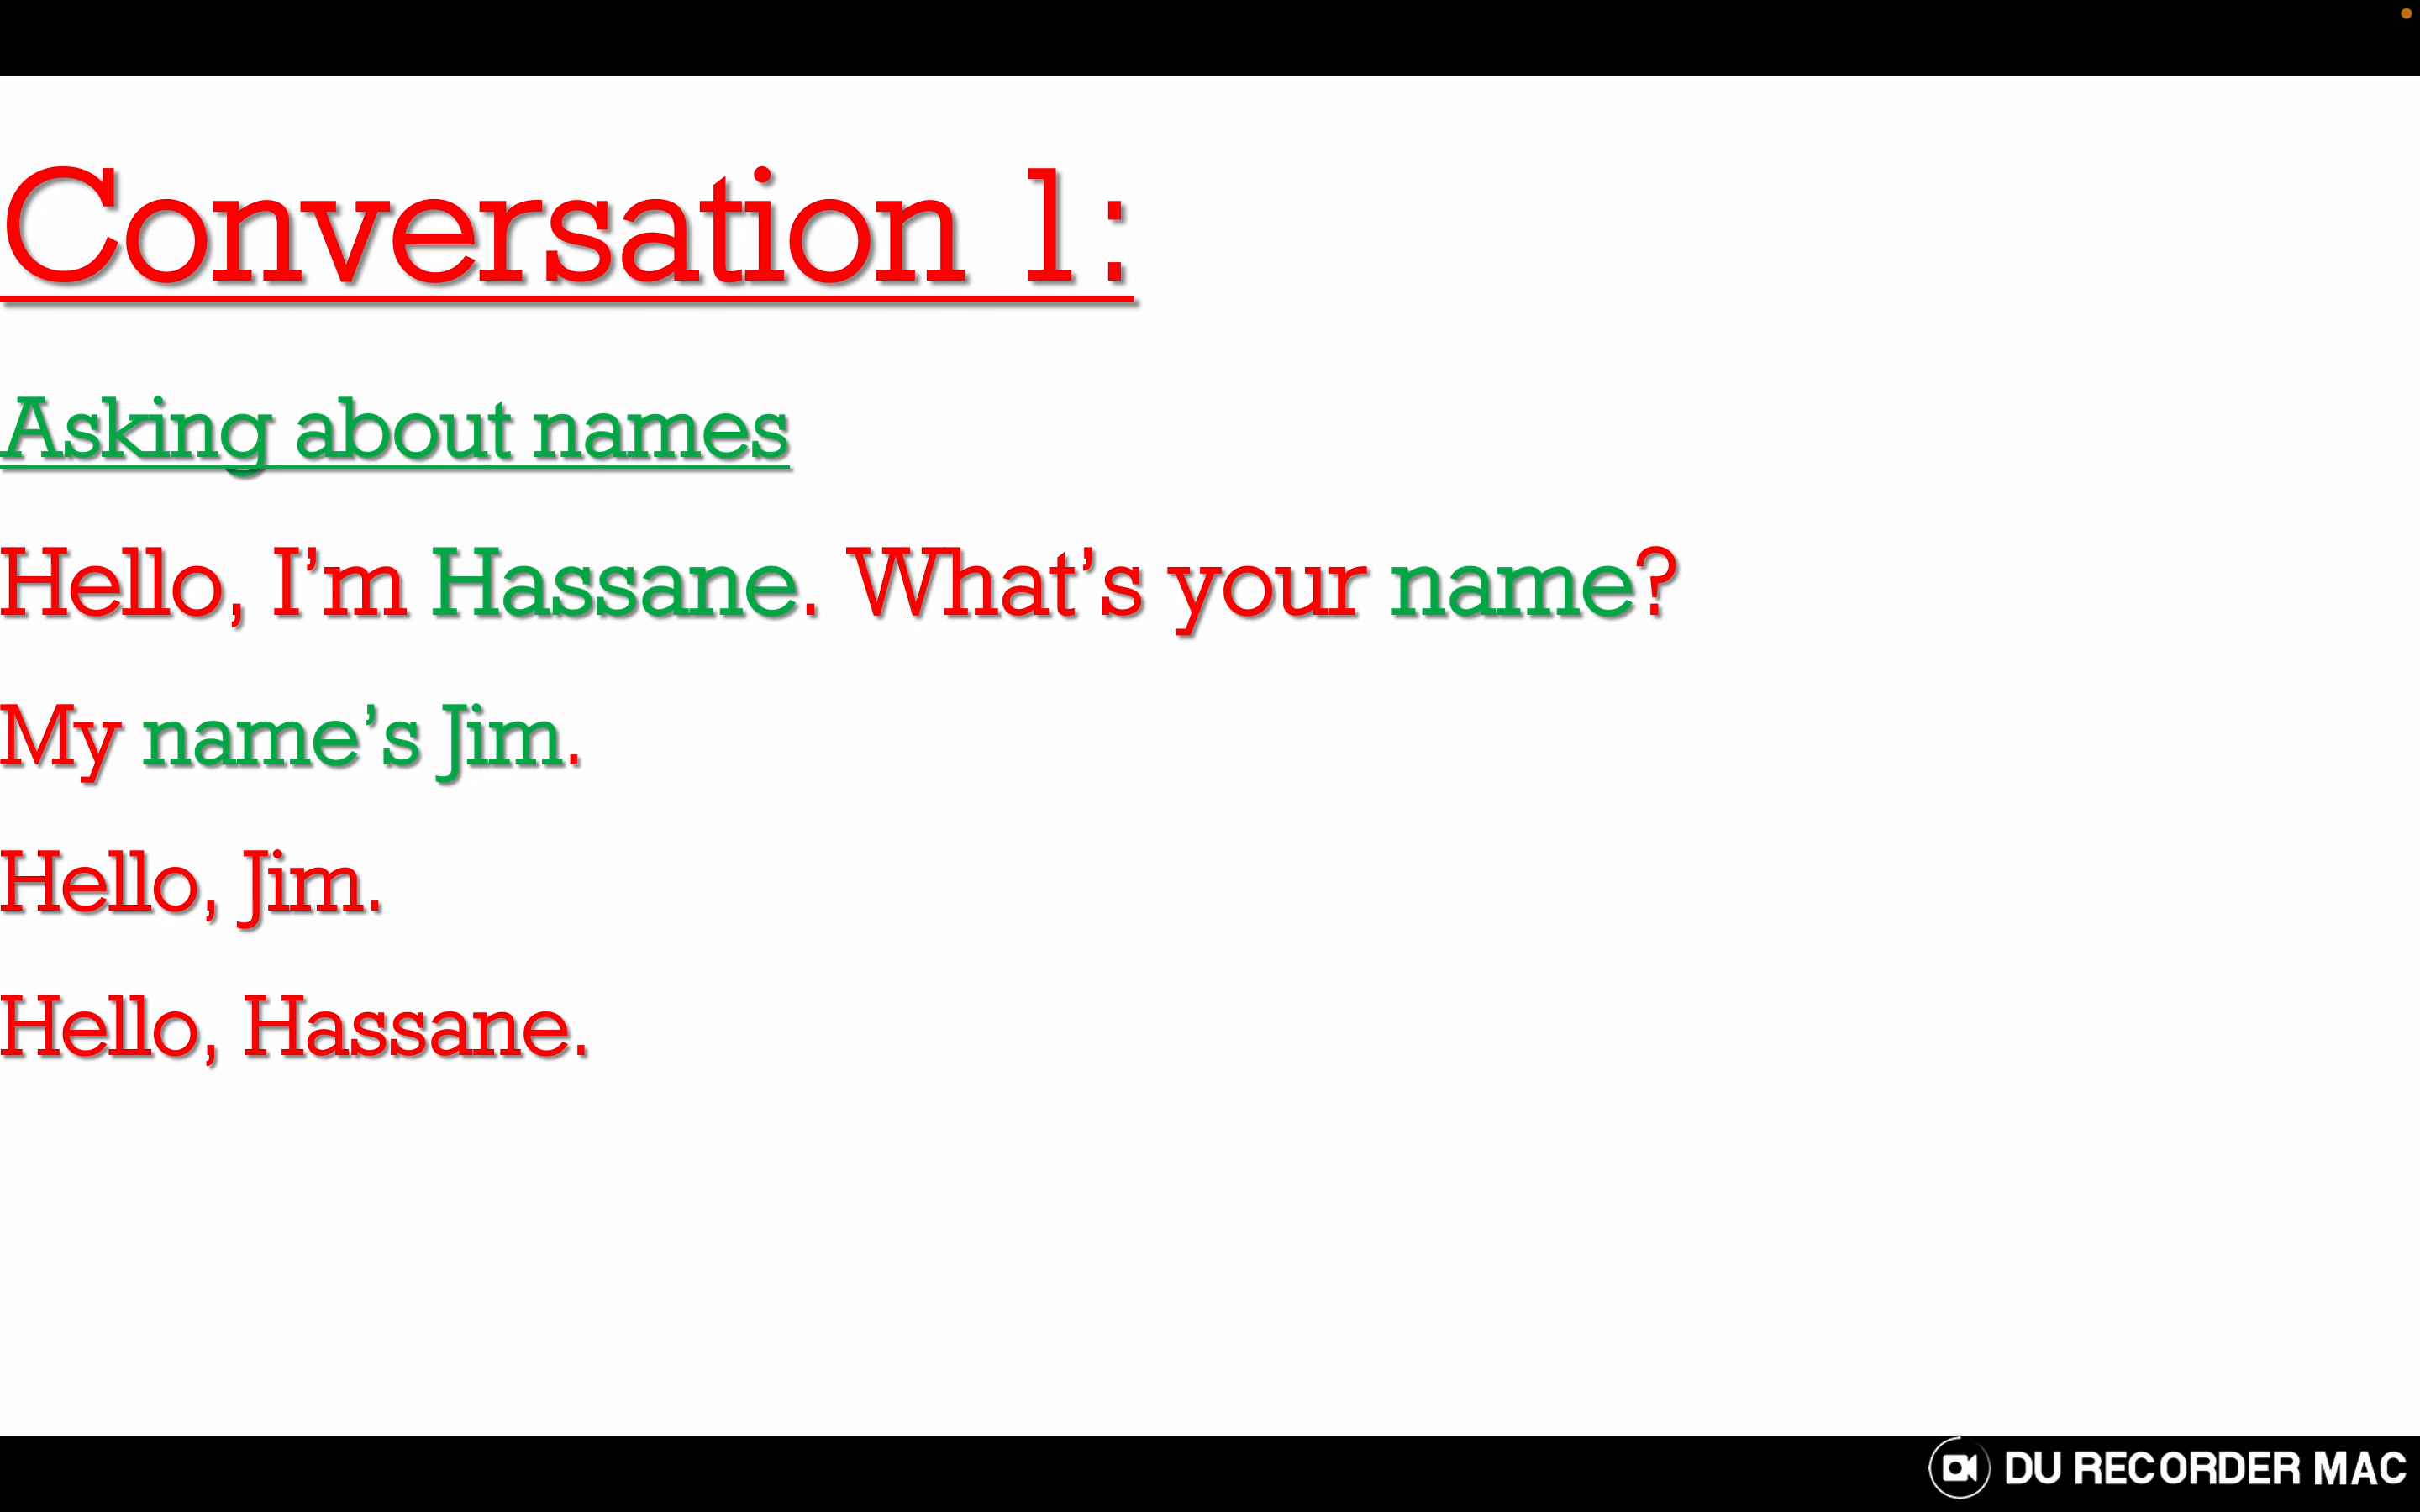 Conversation 1:
Asking about names
Hello, I’m Hassane. What’s your name?
My name’s Jim.
Hello, Jim.
Hello, Hassane.
DU RECORDER MAC